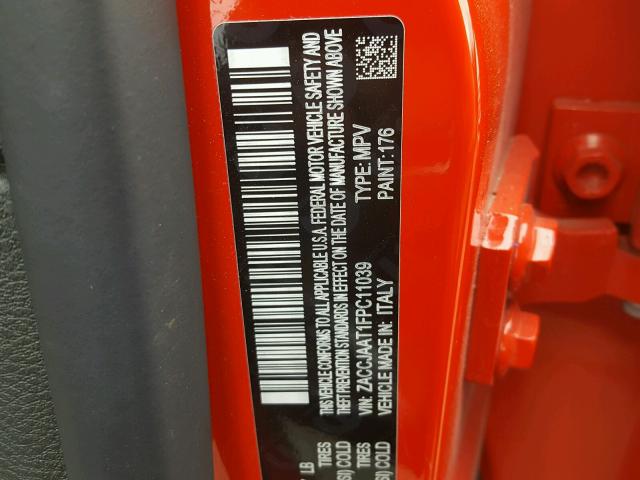 THIS VEHICLE CONFORMS TO ALL APPLICABLE U.S.A. FEDERAL MOTOR VEHICLE SAFETY AND
THEFT PREVENTION STANDARDS IN EFFECT ON THE DATE OF MANUFACTURE SHOWN ABOVE
VIN: ZACCJAAT1FPC11039 TYPE: MPV
VEHICLE MADE IN: ITALY PAINT: 176
LB
TIRES
SI) COLD
TIRES
SI) COLD